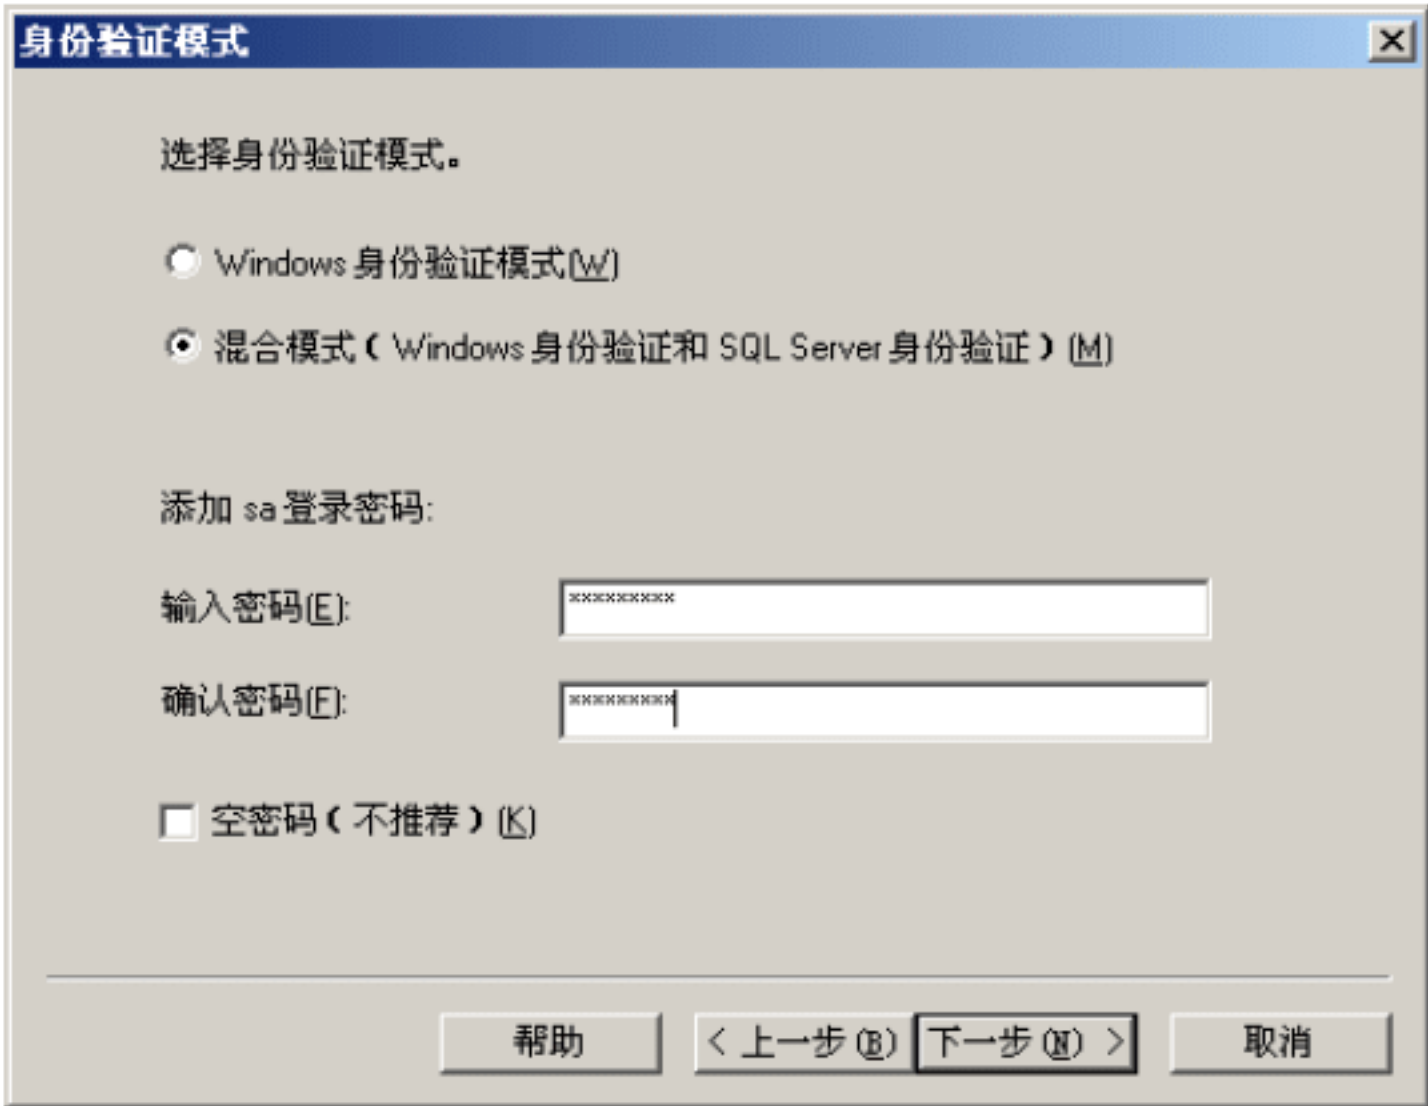 身份验证模式
选择身份验证模式。
Windows 身份验证模式(W)
混合模式（Windows 身份验证和 SQL Server 身份验证）(M)
添加 sa 登录密码:
输入密码(E):
*********
确认密码(F):
*********
空密码（不推荐）(K)
帮助
< 上一步(B)
下一步(N) >
取消